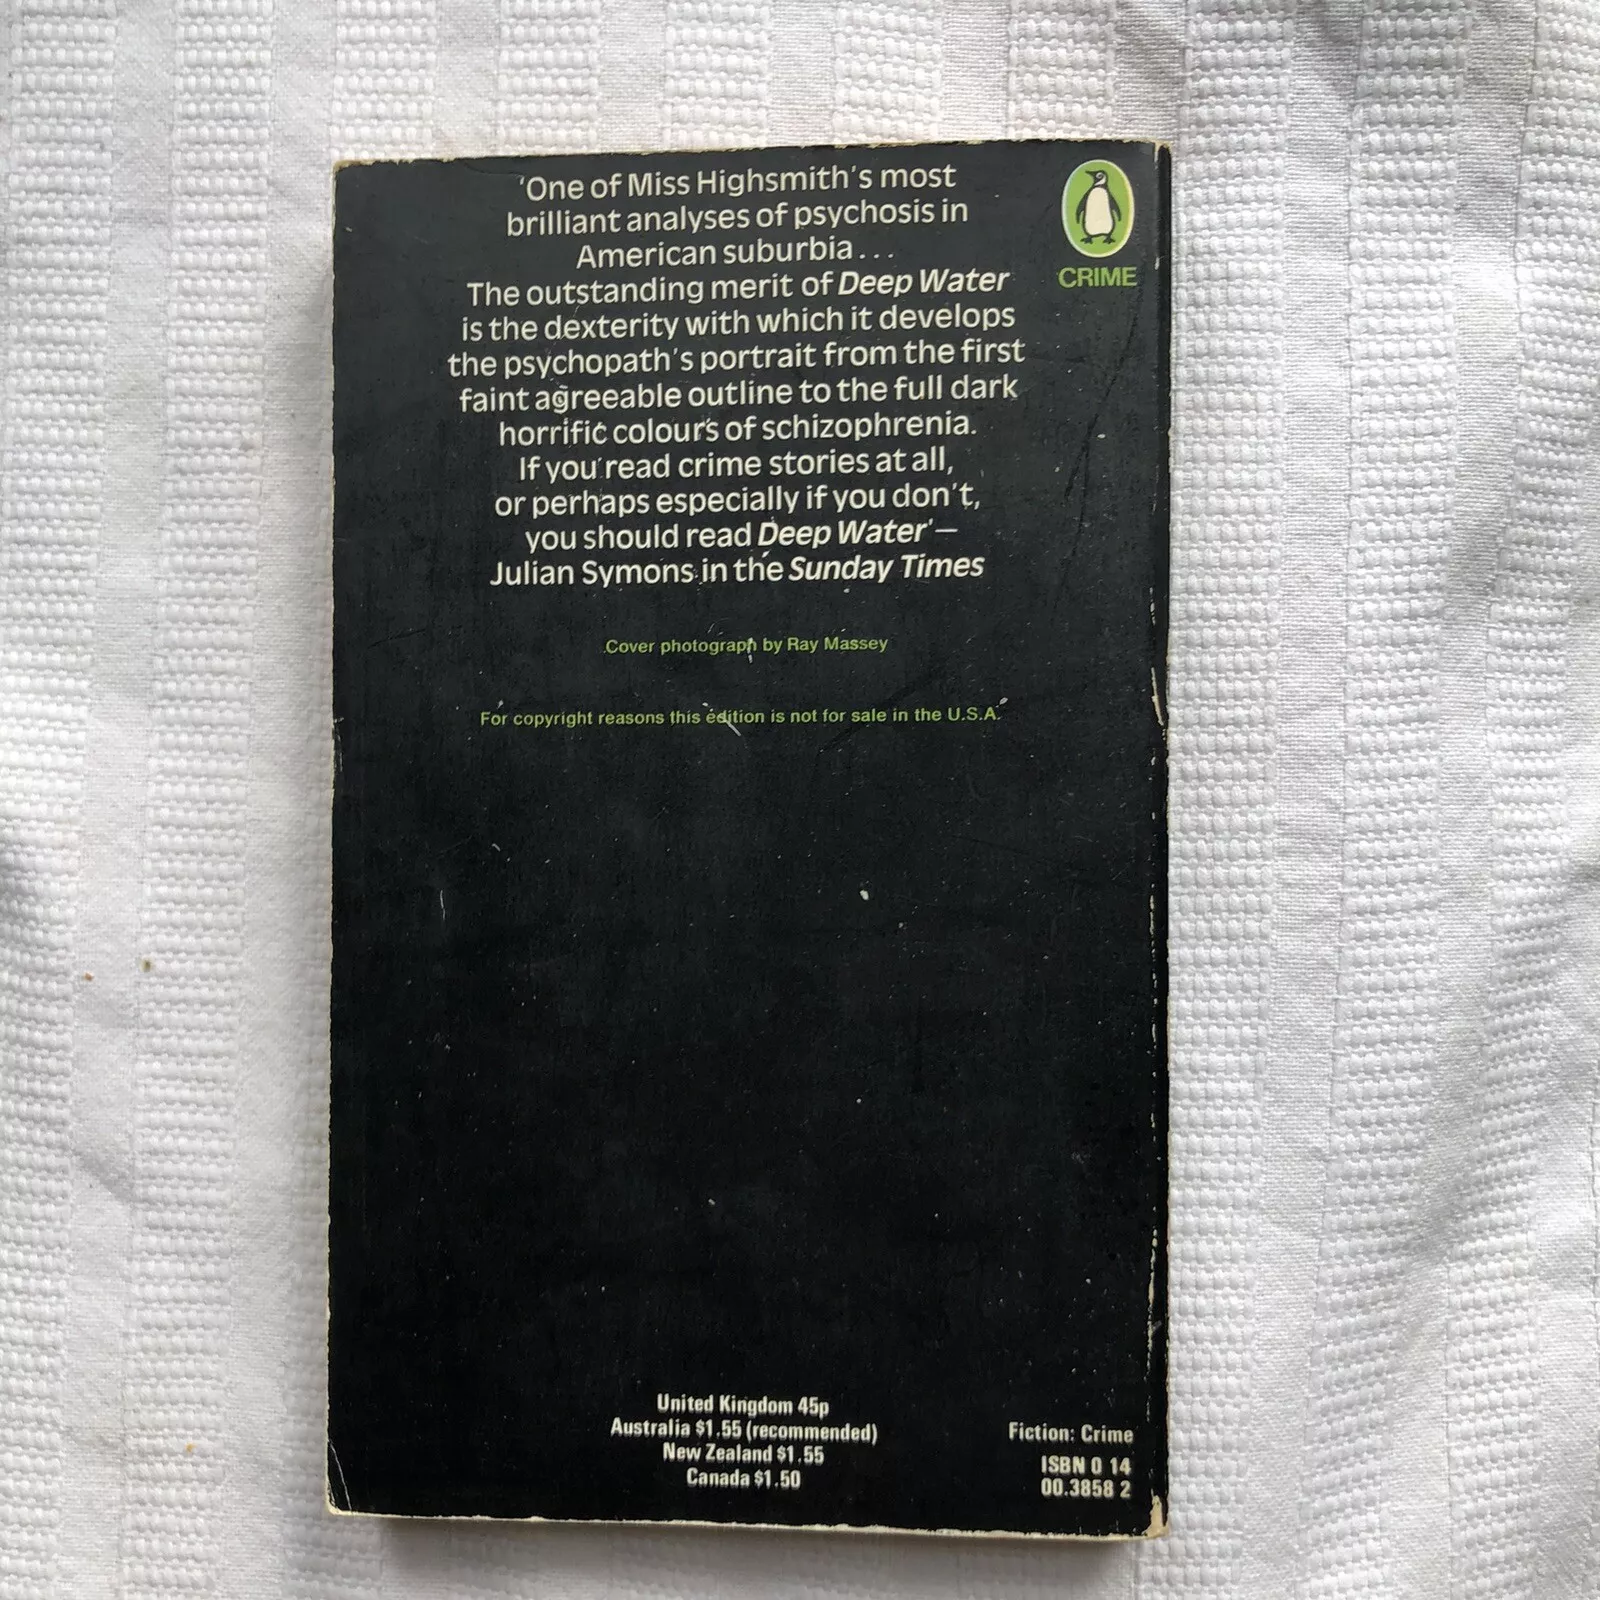 'One of Miss Highsmith's most
brilliant analyses of psychosis in
American suburbia...
The outstanding merit of Deep Water
is the dexterity with which it develops
the psychopath's portrait from the first
faint agreeable outline to the full dark
horrific colours of schizophrenia.
If you read crime stories at all,
or perhaps especially if you don't,
you should read Deep Water'—
Julian Symons in the Sunday Times
CRIME
Cover photograph by Ray Massey
For copyright reasons this edition is not for sale in the U.S.A.
United Kingdom 45p
Australia $1.55 (recommended)
New Zealand $1.55
Canada $1.50
Fiction: Crime
ISBN 0 14
00.3858 2